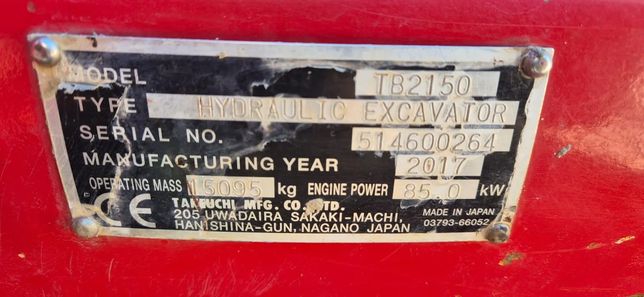 MODEL TB2150
TYPE HYDRAULIC EXCAVATOR
SERIAL NO. 514600264
MANUFACTURING YEAR 2017
OPERATING MASS 16095 kg ENGINE POWER 85.0 kW
CE TAKEUCHI MFG. CO., LTD.
205 UWADAIRA SAKAKI-MACHI,
HANISHINA-GUN, NAGANO JAPAN
MADE IN JAPAN
03793-66052